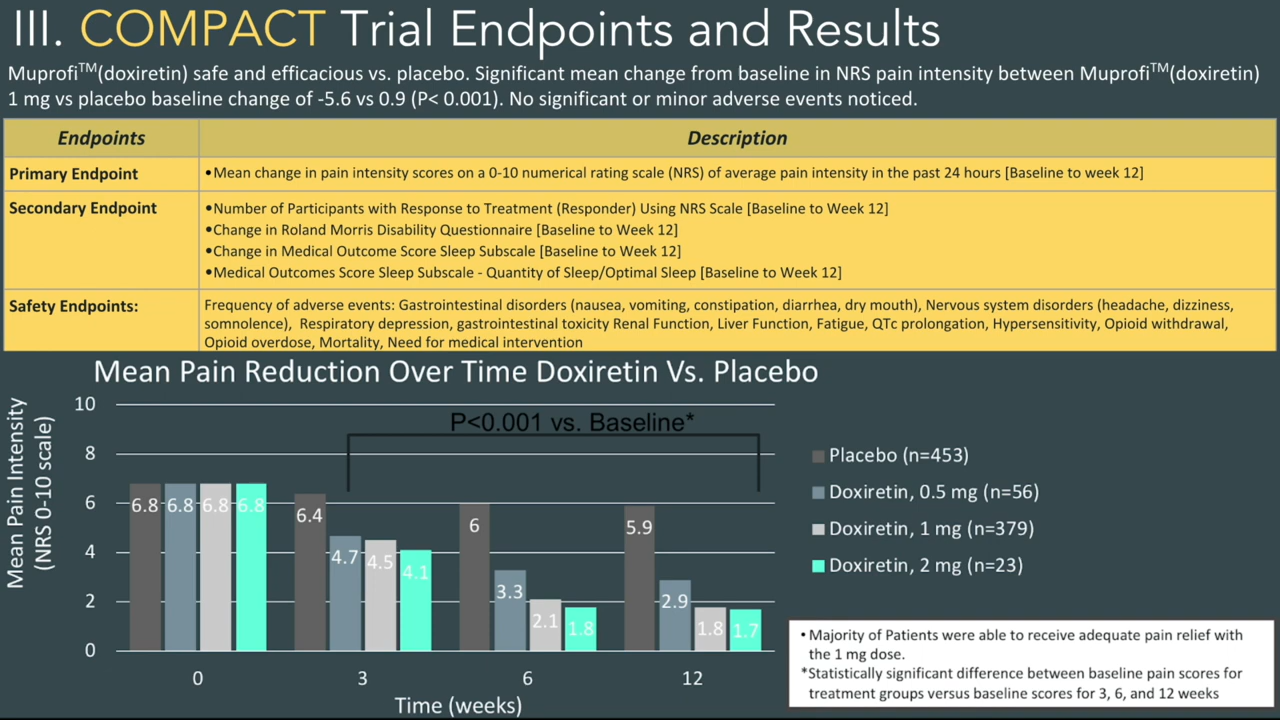 III. COMPACT Trial Endpoints and Results
Muprofi™(doxiretin) safe and efficacious vs. placebo. Significant mean change from baseline in NRS pain intensity between Muprofi™(doxiretin)
1 mg vs placebo baseline change of -5.6 vs 0.9 (P< 0.001). No significant or minor adverse events noticed.
Endpoints Description
Primary Endpoint •Mean change in pain intensity scores on a 0-10 numerical rating scale (NRS) of average pain intensity in the past 24 hours [Baseline to week 12]
Secondary Endpoint •Number of Participants with Response to Treatment (Responder) Using NRS Scale [Baseline to Week 12]
•Change in Roland Morris Disability Questionnaire [Baseline to Week 12]
•Change in Medical Outcome Score Sleep Subscale [Baseline to Week 12]
•Medical Outcomes Score Sleep Subscale - Quantity of Sleep/Optimal Sleep [Baseline to Week 12]
Safety Endpoints: Frequency of adverse events: Gastrointestinal disorders (nausea, vomiting, constipation, diarrhea, dry mouth), Nervous system disorders (headache, dizziness,
somnolence), Respiratory depression, gastrointestinal toxicity Renal Function, Liver Function, Fatigue, QTc prolongation, Hypersensitivity, Opioid withdrawal,
Opioid overdose, Mortality, Need for medical intervention
Mean Pain Reduction Over Time Doxiretin Vs. Placebo
Mean Pain Intensity
(NRS 0-10 scale)
10
8
6
4
2
0
P<0.001 vs. Baseline*
6.8 6.8 6.8 6.8
6.4 4.7 4.5 4.1
6 3.3 2.1 1.8
5.9 2.9 1.8 1.7
0 3 6 12
Time (weeks)
Placebo (n=453)
Doxiretin, 0.5 mg (n=56)
Doxiretin, 1 mg (n=379)
Doxiretin, 2 mg (n=23)
• Majority of Patients were able to receive adequate pain relief with
the 1 mg dose.
*Statistically significant difference between baseline pain scores for
treatment groups versus baseline scores for 3, 6, and 12 weeks